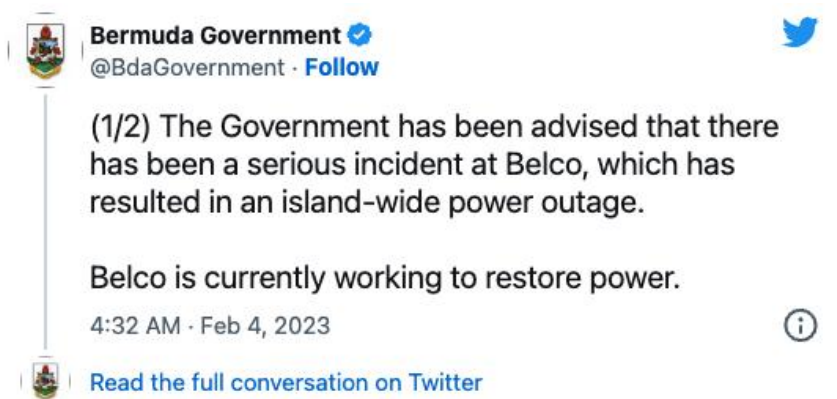 Bermuda Government
@BdaGovernment · Follow
(1/2) The Government has been advised that there
has been a serious incident at Belco, which has
resulted in an island-wide power outage.
Belco is currently working to restore power.
4:32 AM · Feb 4, 2023
Read the full conversation on Twitter